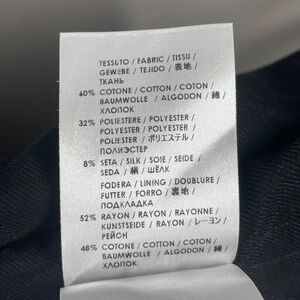 TESSUTO / FABRIC / TISSU /
GEWEBE / TEJIDO / 表地 /
ТКАНЬ
60% COTONE / COTTON / COTON /
BAUMWOLLE / ALGODON / 綿 /
ХЛОПОК
32% POLIESTERE / POLYESTER /
POLYESTER / POLYESTER /
POLIESTER / ポリエステル /
ПОЛИЭСТЕР
8% SETA / SILK / SOIE / SEIDE /
SEDA / 絹 / ШЁЛК
FODERA / LINING / DOUBLURE /
FUTTER / FORRO / 裏地 /
ПОДКЛАДКА
52% RAYON / RAYON / RAYONNE /
KUNSTSEIDE / RAYON / レーヨン /
РЕЙОН
48% COTONE / COTTON / COTON /
BAUMWOLLE / ALGODON / 綿 /
ХЛОПОК